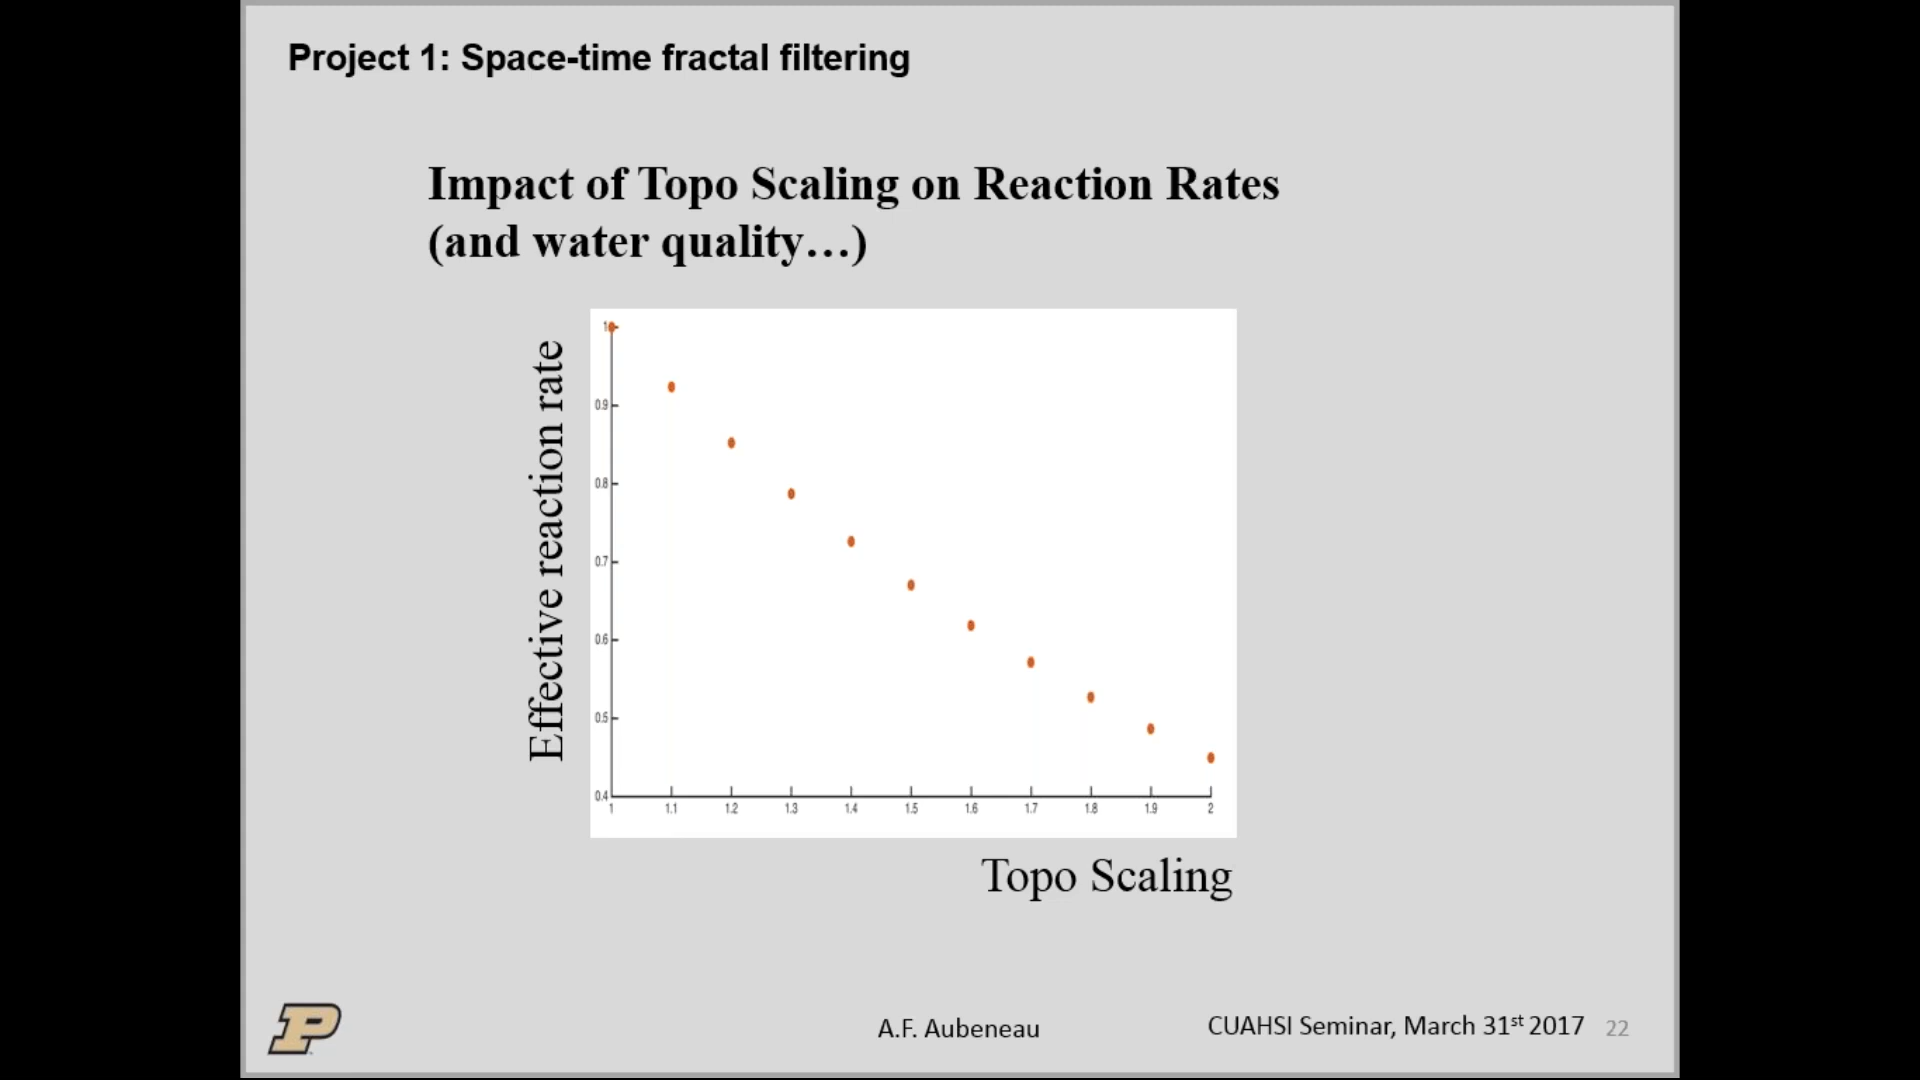 Project 1: Space-time fractal filtering
Impact of Topo Scaling on Reaction Rates
(and water quality…)
Effective reaction rate
1
0.9
0.8
0.7
0.6
0.5
0.4
1 1.1 1.2 1.3 1.4 1.5 1.6 1.7 1.8 1.9 2
Topo Scaling
P
A.F. Aubeneau
CUAHSI Seminar, March 31st 2017 22